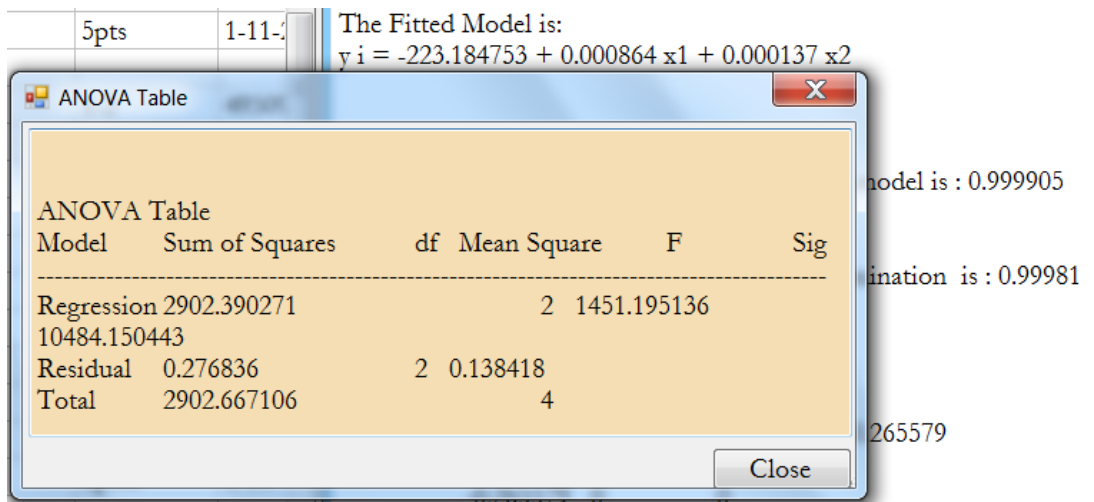 5pts 1-11-
The Fitted Model is:
y i = -223.184753 + 0.000864 x1 + 0.000137 x2
ANOVA Table
model is : 0.999905
ANOVA Table
Model Sum of Squares df Mean Square F Sig
--------------------------------------------------------------------------------
ination is : 0.99981
Regression 2902.390271 2 1451.195136
10484.150443
Residual 0.276836 2 0.138418
Total 2902.667106 4
265579
Close